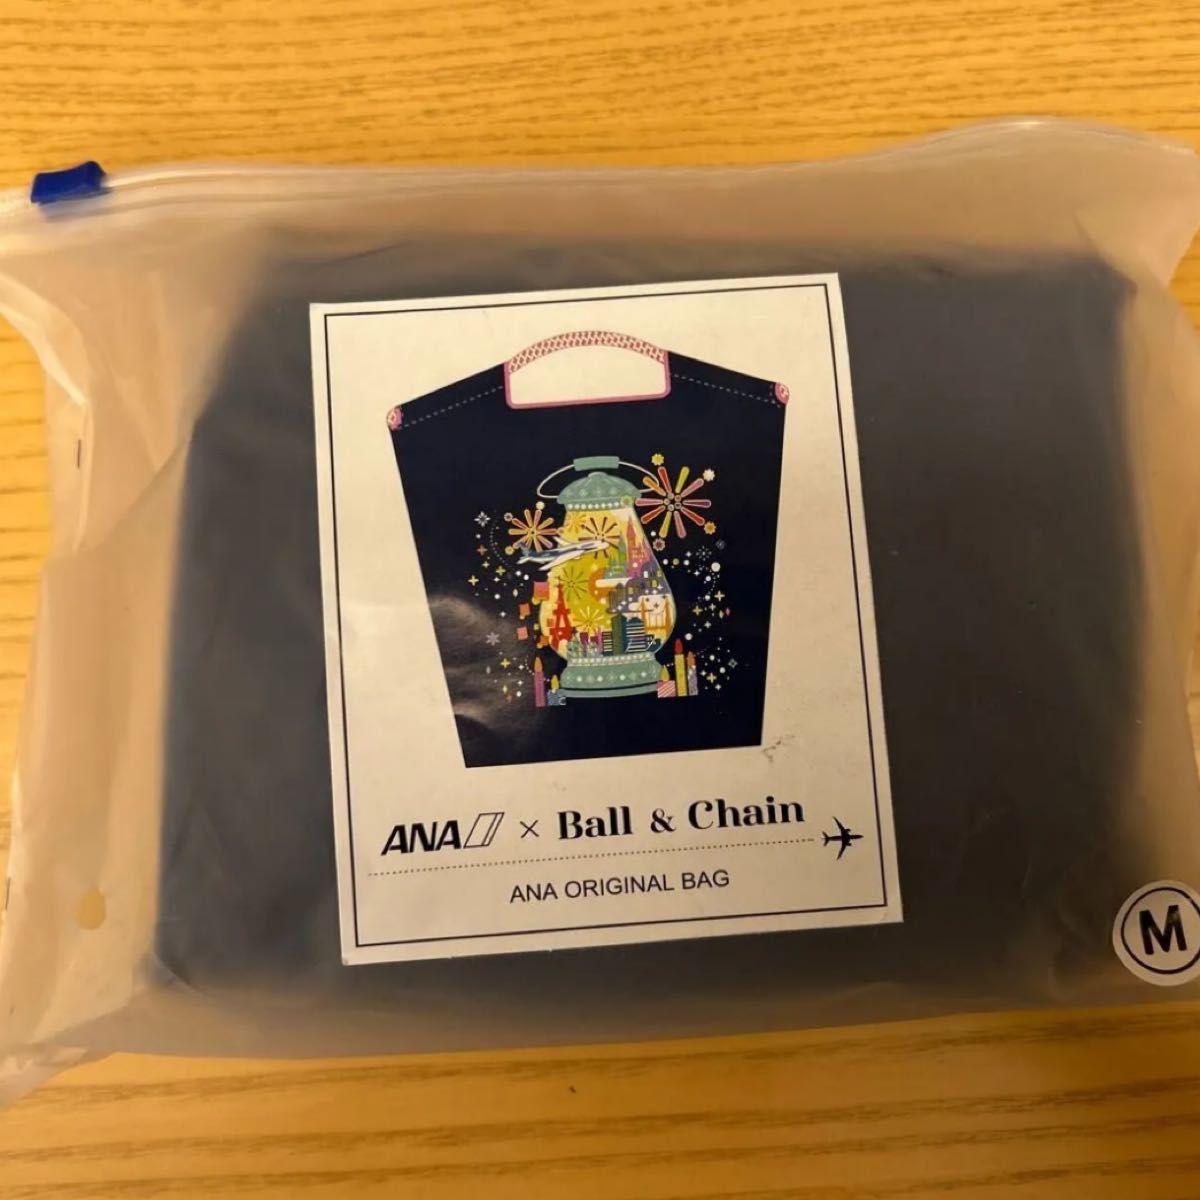 ANA × Ball & Chain
ANA ORIGINAL BAG
M